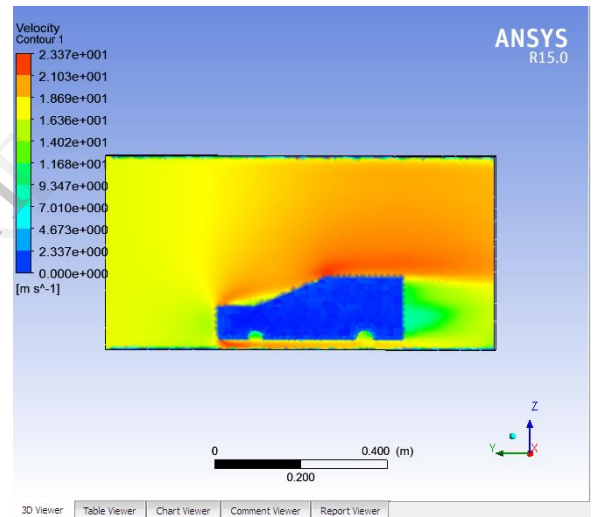 Velocity
Contour 1
2.337e+001
2.103e+001
1.869e+001
1.636e+001
1.402e+001
1.168e+001
9.347e+000
7.010e+000
4.673e+000
2.337e+000
0.000e+000
[m s^-1]
ANSYS
R15.0
0 0.400 (m)
0.200
Z
Y X
3D Viewer Table Viewer Chart Viewer Comment Viewer Report Viewer